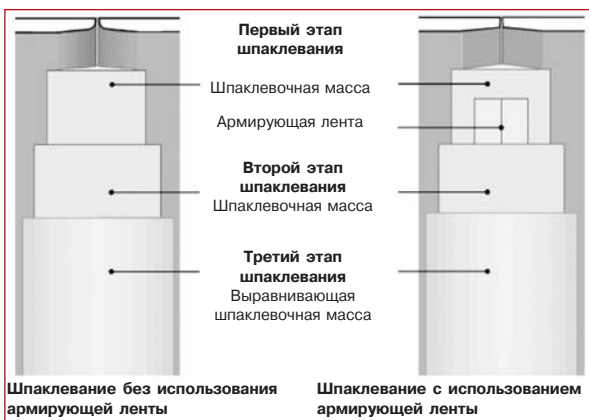 Первый этап
шпаклевания
Шпаклевочная масса
Армирующая лента
Второй этап
шпаклевания
Шпаклевочная масса
Третий этап
шпаклевания
Выравнивающая
шпаклевочная масса
Шпаклевание без использования
армирующей ленты
Шпаклевание с использованием
армирующей ленты